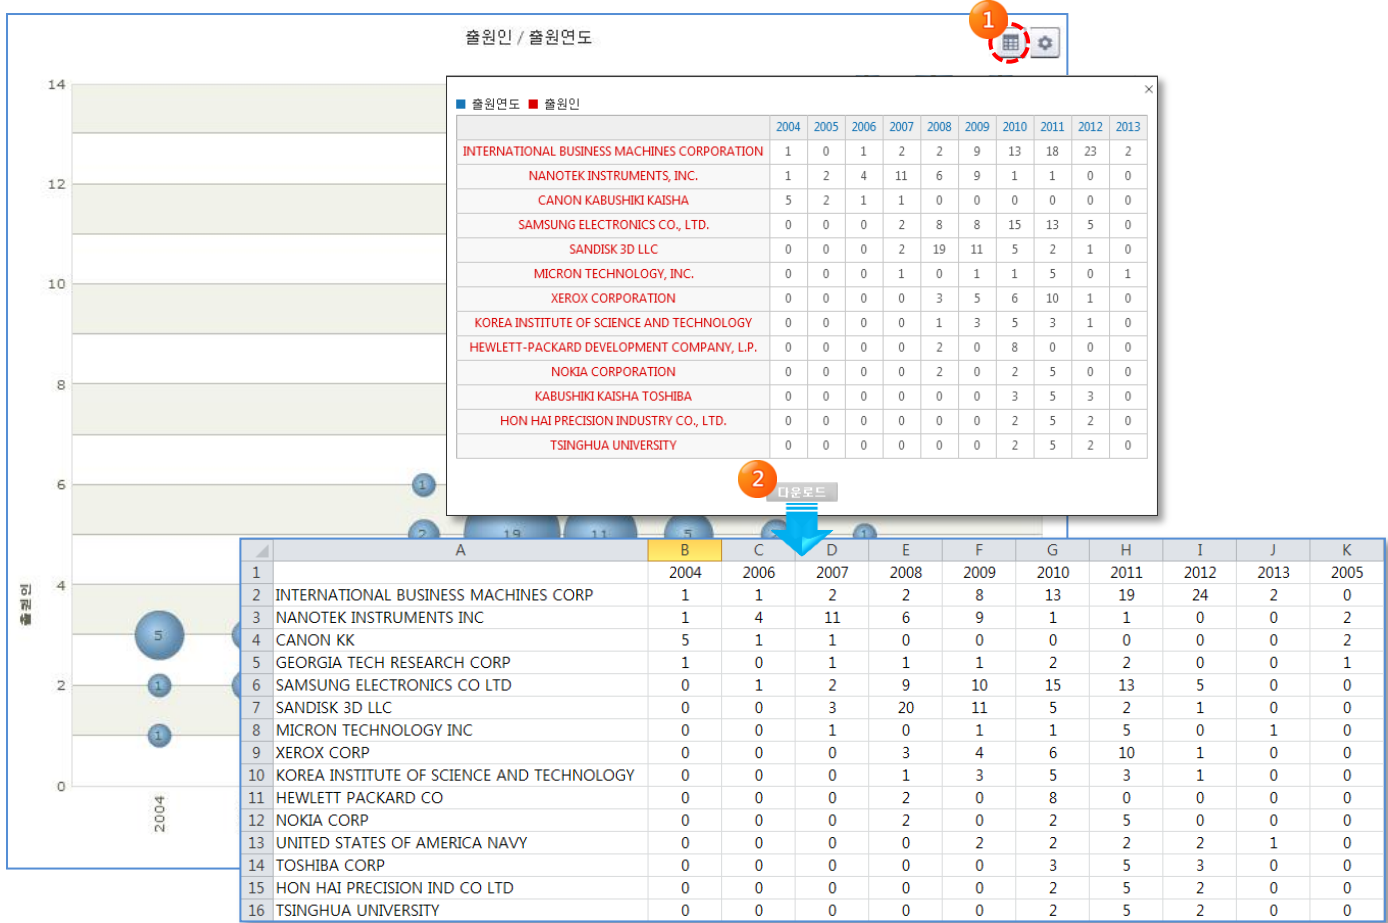 출원인 / 출원연도
1
14
12
10
8
6
4
2
0
출원인
2004
1
2
19
11
5
1
5
1
1
출원연도 출원인
2004 2005 2006 2007 2008 2009 2010 2011 2012 2013
INTERNATIONAL BUSINESS MACHINES CORPORATION 1 0 1 2 2 9 13 18 23 2
NANOTEK INSTRUMENTS, INC. 1 2 4 11 6 9 1 1 0 0
CANON KABUSHIKI KAISHA 5 2 1 1 0 0 0 0 0 0
SAMSUNG ELECTRONICS CO., LTD. 0 0 0 2 8 8 15 13 5 0
SANDISK 3D LLC 0 0 0 2 19 11 5 2 1 0
MICRON TECHNOLOGY, INC. 0 0 0 1 0 1 1 5 0 1
XEROX CORPORATION 0 0 0 0 3 5 6 10 1 0
KOREA INSTITUTE OF SCIENCE AND TECHNOLOGY 0 0 0 0 1 3 5 3 1 0
HEWLETT-PACKARD DEVELOPMENT COMPANY, L.P. 0 0 0 0 2 0 8 0 0 0
NOKIA CORPORATION 0 0 0 0 2 0 2 5 0 0
KABUSHIKI KAISHA TOSHIBA 0 0 0 0 0 0 3 5 3 0
HON HAI PRECISION INDUSTRY CO., LTD. 0 0 0 0 0 0 2 5 2 0
TSINGHUA UNIVERSITY 0 0 0 0 0 0 2 5 2 0
2
다운로드
A B C D E F G H I J K
1 2004 2006 2007 2008 2009 2010 2011 2012 2013 2005
2 INTERNATIONAL BUSINESS MACHINES CORP 1 1 2 2 8 13 19 24 2 0
3 NANOTEK INSTRUMENTS INC 1 4 11 6 9 1 1 0 0 2
4 CANON KK 5 1 1 0 0 0 0 0 0 2
5 GEORGIA TECH RESEARCH CORP 1 0 1 1 1 2 2 0 0 1
6 SAMSUNG ELECTRONICS CO LTD 0 1 2 9 10 15 13 5 0 0
7 SANDISK 3D LLC 0 0 3 20 11 5 2 1 0 0
8 MICRON TECHNOLOGY INC 0 0 1 0 1 1 5 0 1 0
9 XEROX CORP 0 0 0 3 4 6 10 1 0 0
10 KOREA INSTITUTE OF SCIENCE AND TECHNOLOGY 0 0 0 1 3 5 3 1 0 0
11 HEWLETT PACKARD CO 0 0 0 2 0 8 0 0 0 0
12 NOKIA CORP 0 0 0 2 0 2 5 0 0 0
13 UNITED STATES OF AMERICA NAVY 0 0 0 0 2 2 2 2 1 0
14 TOSHIBA CORP 0 0 0 0 0 3 5 3 0 0
15 HON HAI PRECISION IND CO LTD 0 0 0 0 0 2 5 2 0 0
16 TSINGHUA UNIVERSITY 0 0 0 0 0 2 5 2 0 0